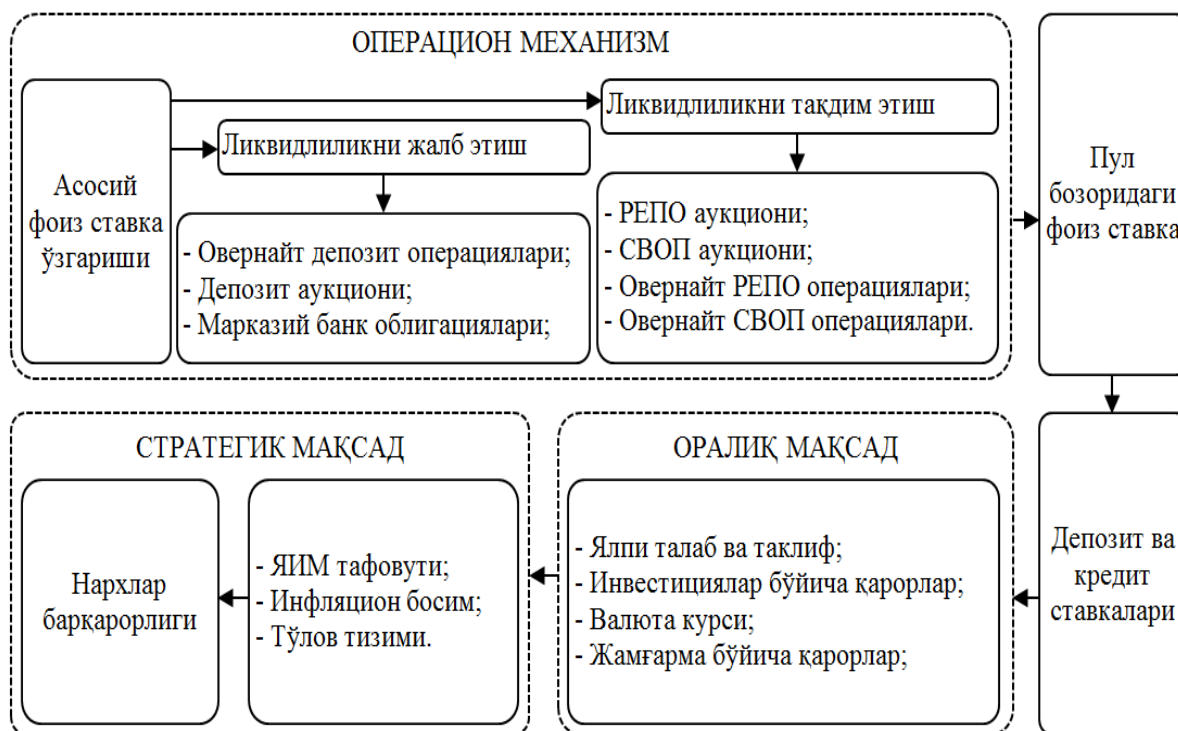 ОПЕРАЦИОН МЕХАНИЗМ
Асосий
фоиз ставка
ўзгариши
Ликвидлиликни жалб этиш
- Овернайт депозит операциялари;
- Депозит аукциони;
- Марказий банк облигациялари;
Ликвидлиликни тақдим этиш
- РЕПО аукциони;
- СВОП аукциони;
- Овернайт РЕПО операциялари;
- Овернайт СВОП операциялари.
Пул
бозоридаги
фоиз ставка
Депозит ва
кредит
ставкалари
ОРАЛИҚ МАҚСАД
- Ялпи талаб ва таклиф;
- Инвестициялар бўйича қарорлар;
- Валюта курси;
- Жамғарма бўйича қарорлар;
СТРАТЕГИК МАҚСАД
- ЯИМ тафовути;
- Инфляцион босим;
- Тўлов тизими.
Нархлар
барқарорлиги